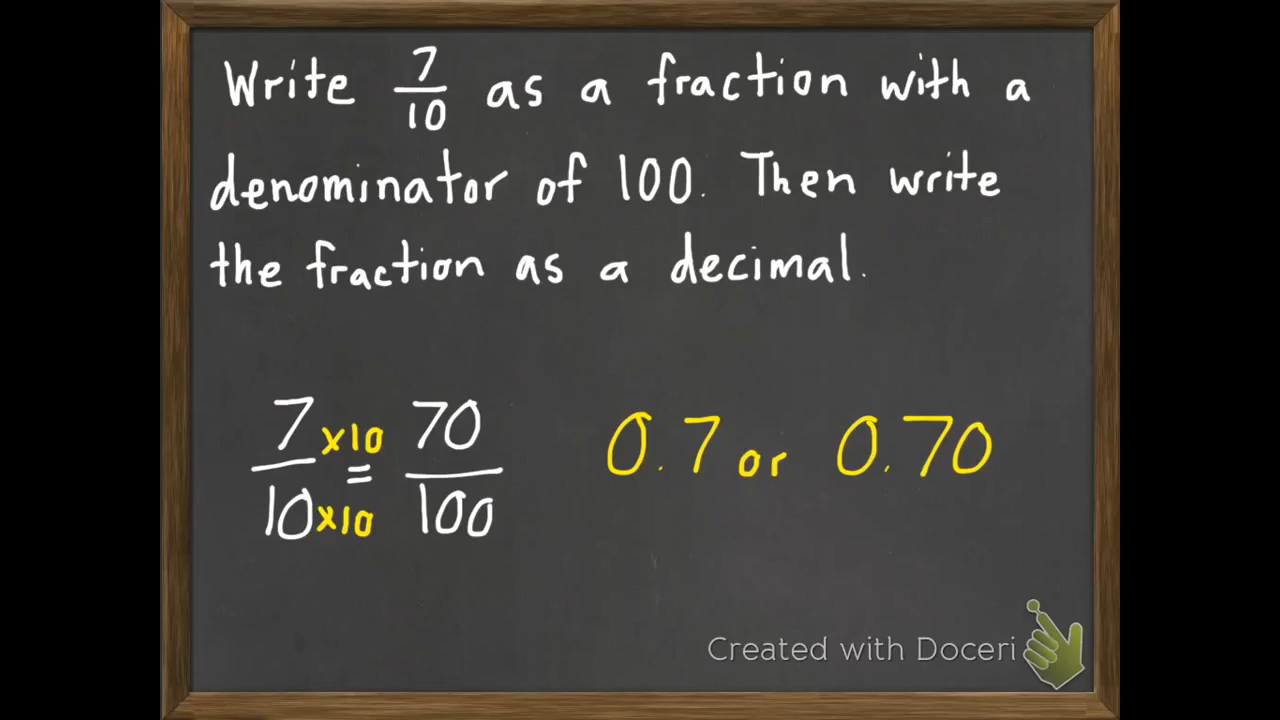 Write 7/10 as a fraction with a
denominator of 100. Then write
the fraction as a decimal.
7 x10 / 10 x10 = 70 / 100 0.7 or 0.70
Created with Doceri